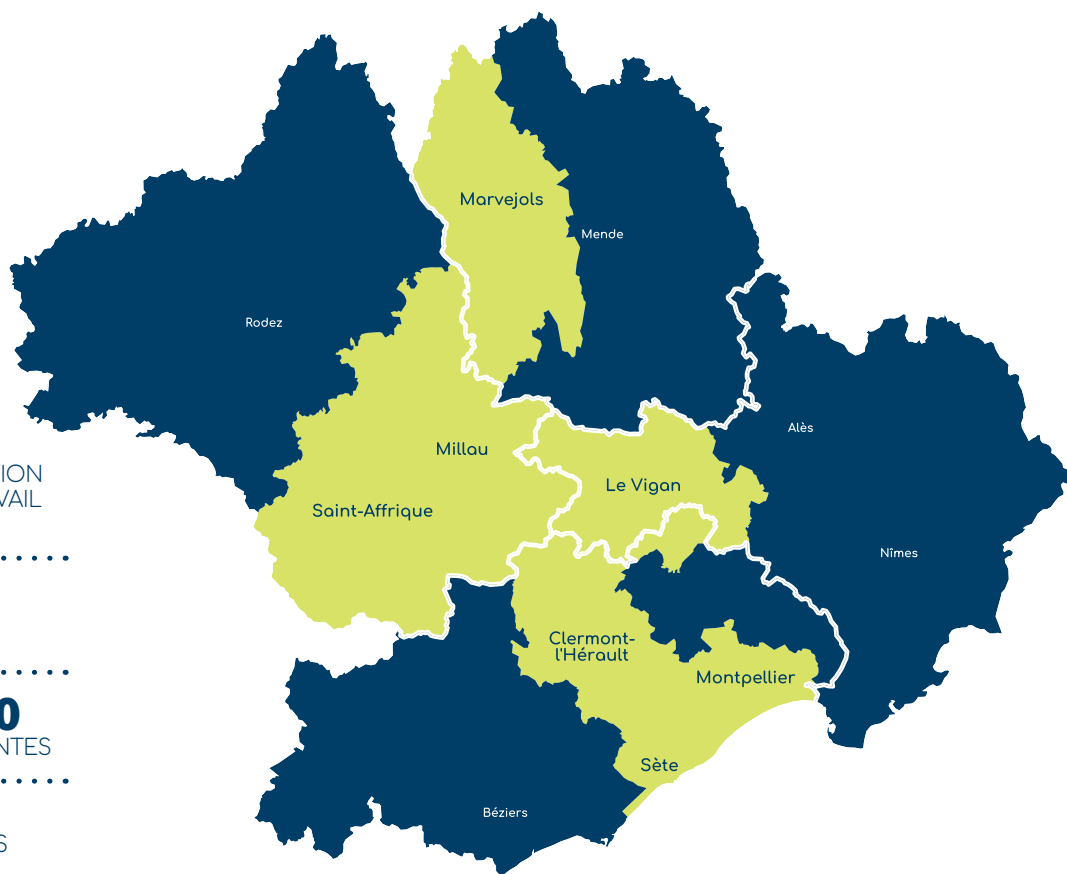 Marvejols
Mende
Rodez
Alès
Millau
Le Vigan
Saint-Affrique
Nîmes
Clermont-
l'Hérault
Montpellier
Sète
Béziers
ION
VAIL
0
NTES
S